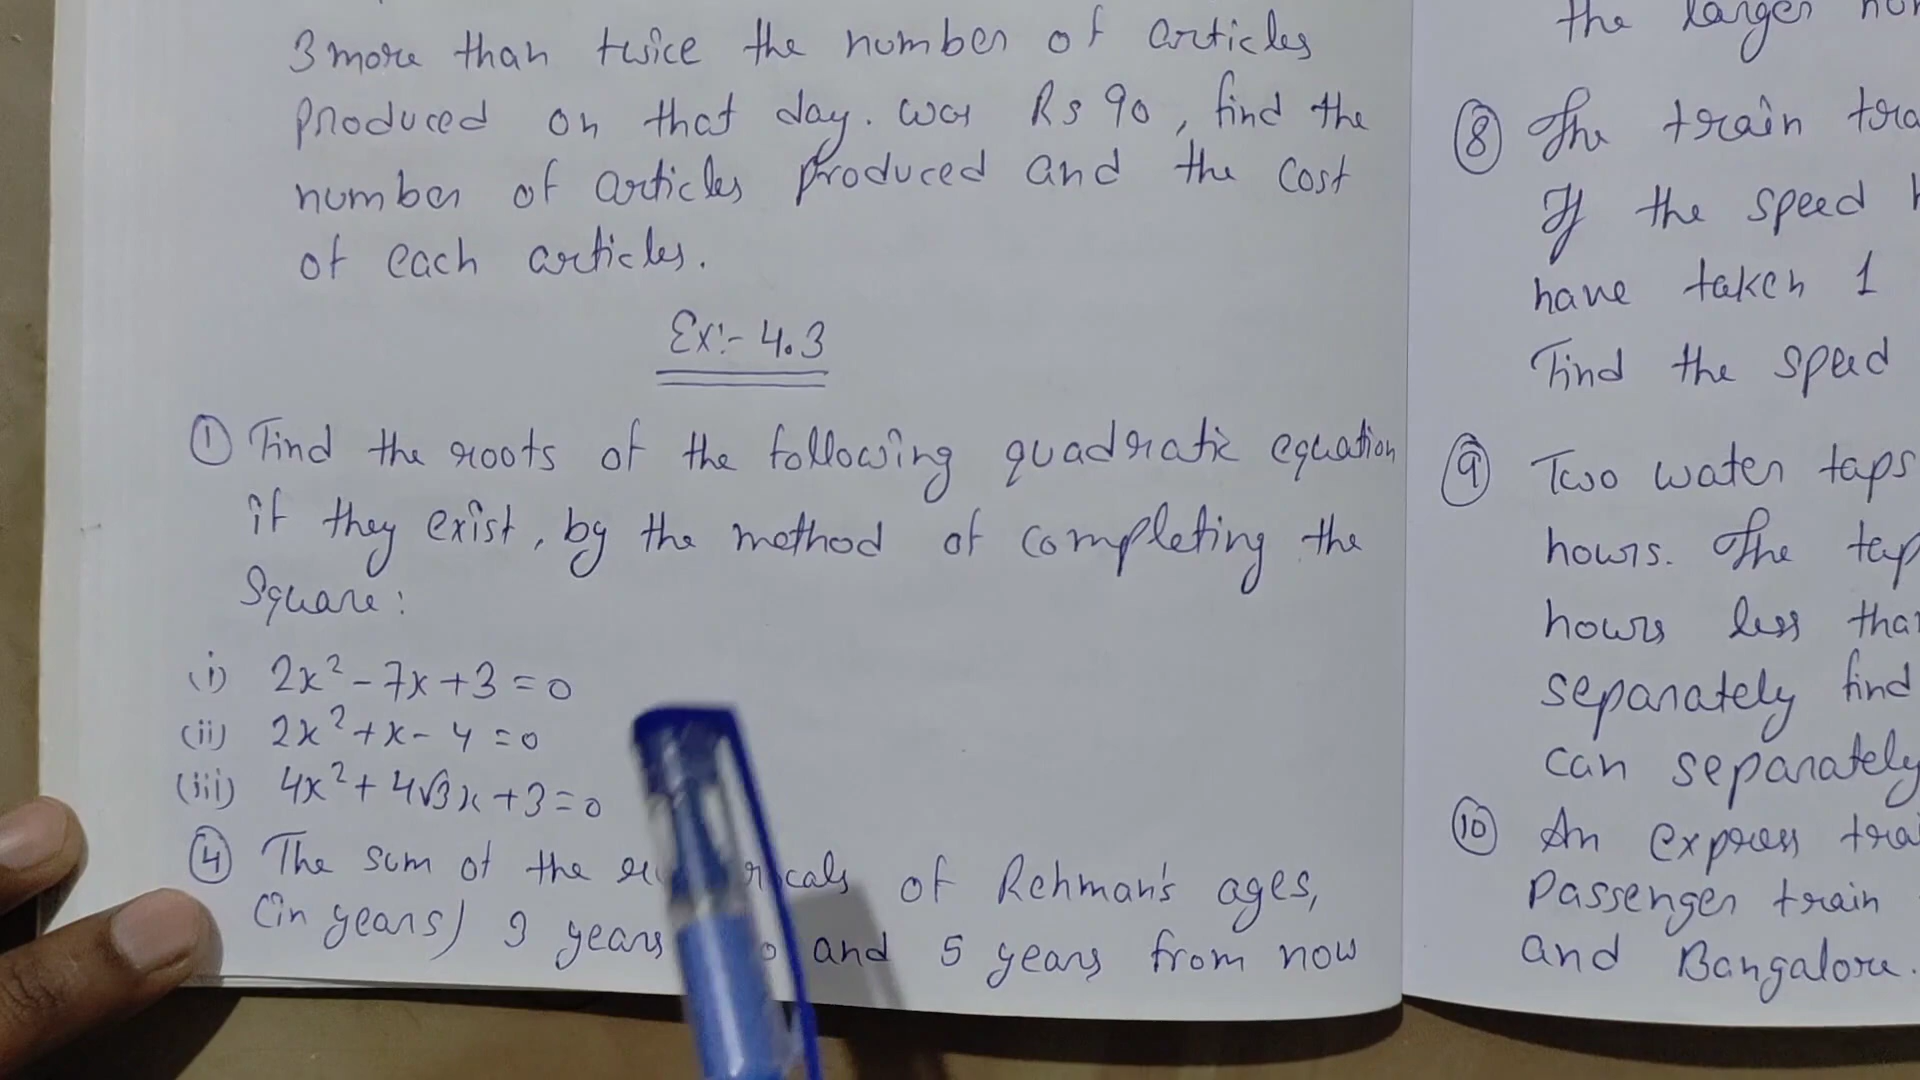 3 more than twice the number of articles
produced on that day. was Rs 90, find the
number of articles produced and the cost
of each articles.
Ex:- 4.3
① Find the roots of the following quadratic equation
if they exist, by the method of completing the
Square:
(i) 2x² - 7x + 3 = 0
(ii) 2x² + x - 4 = 0
(iii) 4x² + 4√3x + 3 = 0
④ The sum of the of Rehman's ages,
(in years) 3 years and 5 years from now
the larger
⑧ The train
If the speed
have taken 1
Find the speed
⑨ Two water taps
hours. The
hours less
separately find
can separately
⑩ An express
Passenger train
and Bangalore.